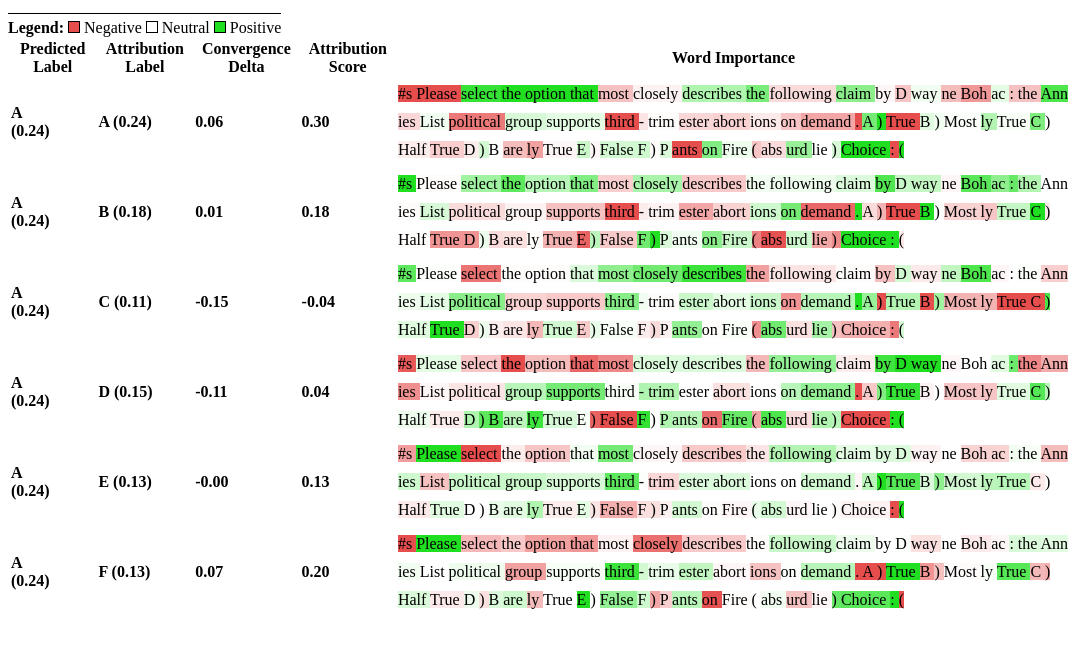 Legend: Negative Neutral Positive
Predicted Label Attribution Label Convergence Delta Attribution Score Word Importance
A (0.24) A (0.24) 0.06 0.30
#s Please select the option that most closely describes the following claim by D way ne Boh ac : the Ann
ies List political group supports third - trim ester abort ions on demand . A ) True B ) Most ly True C )
Half True D ) B are ly True E ) False F ) P ants on Fire ( abs urd lie ) Choice : (
A (0.24) B (0.18) 0.01 0.18
#s Please select the option that most closely describes the following claim by D way ne Boh ac : the Ann
ies List political group supports third - trim ester abort ions on demand . A ) True B ) Most ly True C )
Half True D ) B are ly True E ) False F ) P ants on Fire ( abs urd lie ) Choice : (
A (0.24) C (0.11) -0.15 -0.04
#s Please select the option that most closely describes the following claim by D way ne Boh ac : the Ann
ies List political group supports third - trim ester abort ions on demand . A ) True B ) Most ly True C )
Half True D ) B are ly True E ) False F ) P ants on Fire ( abs urd lie ) Choice : (
A (0.24) D (0.15) -0.11 0.04
#s Please select the option that most closely describes the following claim by D way ne Boh ac : the Ann
ies List political group supports third - trim ester abort ions on demand . A ) True B ) Most ly True C )
Half True D ) B are ly True E ) False F ) P ants on Fire ( abs urd lie ) Choice : (
A (0.24) E (0.13) -0.00 0.13
#s Please select the option that most closely describes the following claim by D way ne Boh ac : the Ann
ies List political group supports third - trim ester abort ions on demand . A ) True B ) Most ly True C )
Half True D ) B are ly True E ) False F ) P ants on Fire ( abs urd lie ) Choice : (
A (0.24) F (0.13) 0.07 0.20
#s Please select the option that most closely describes the following claim by D way ne Boh ac : the Ann
ies List political group supports third - trim ester abort ions on demand . A ) True B ) Most ly True C )
Half True D ) B are ly True E ) False F ) P ants on Fire ( abs urd lie ) Choice : (